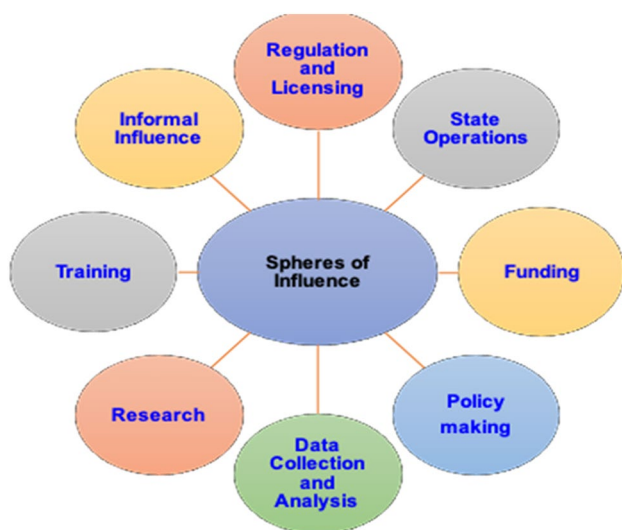 Regulation
and
Licensing
Informal
Influence
State
Operations
Training
Spheres of
Influence
Funding
Research
Policy
making
Data
Collection
and
Analysis